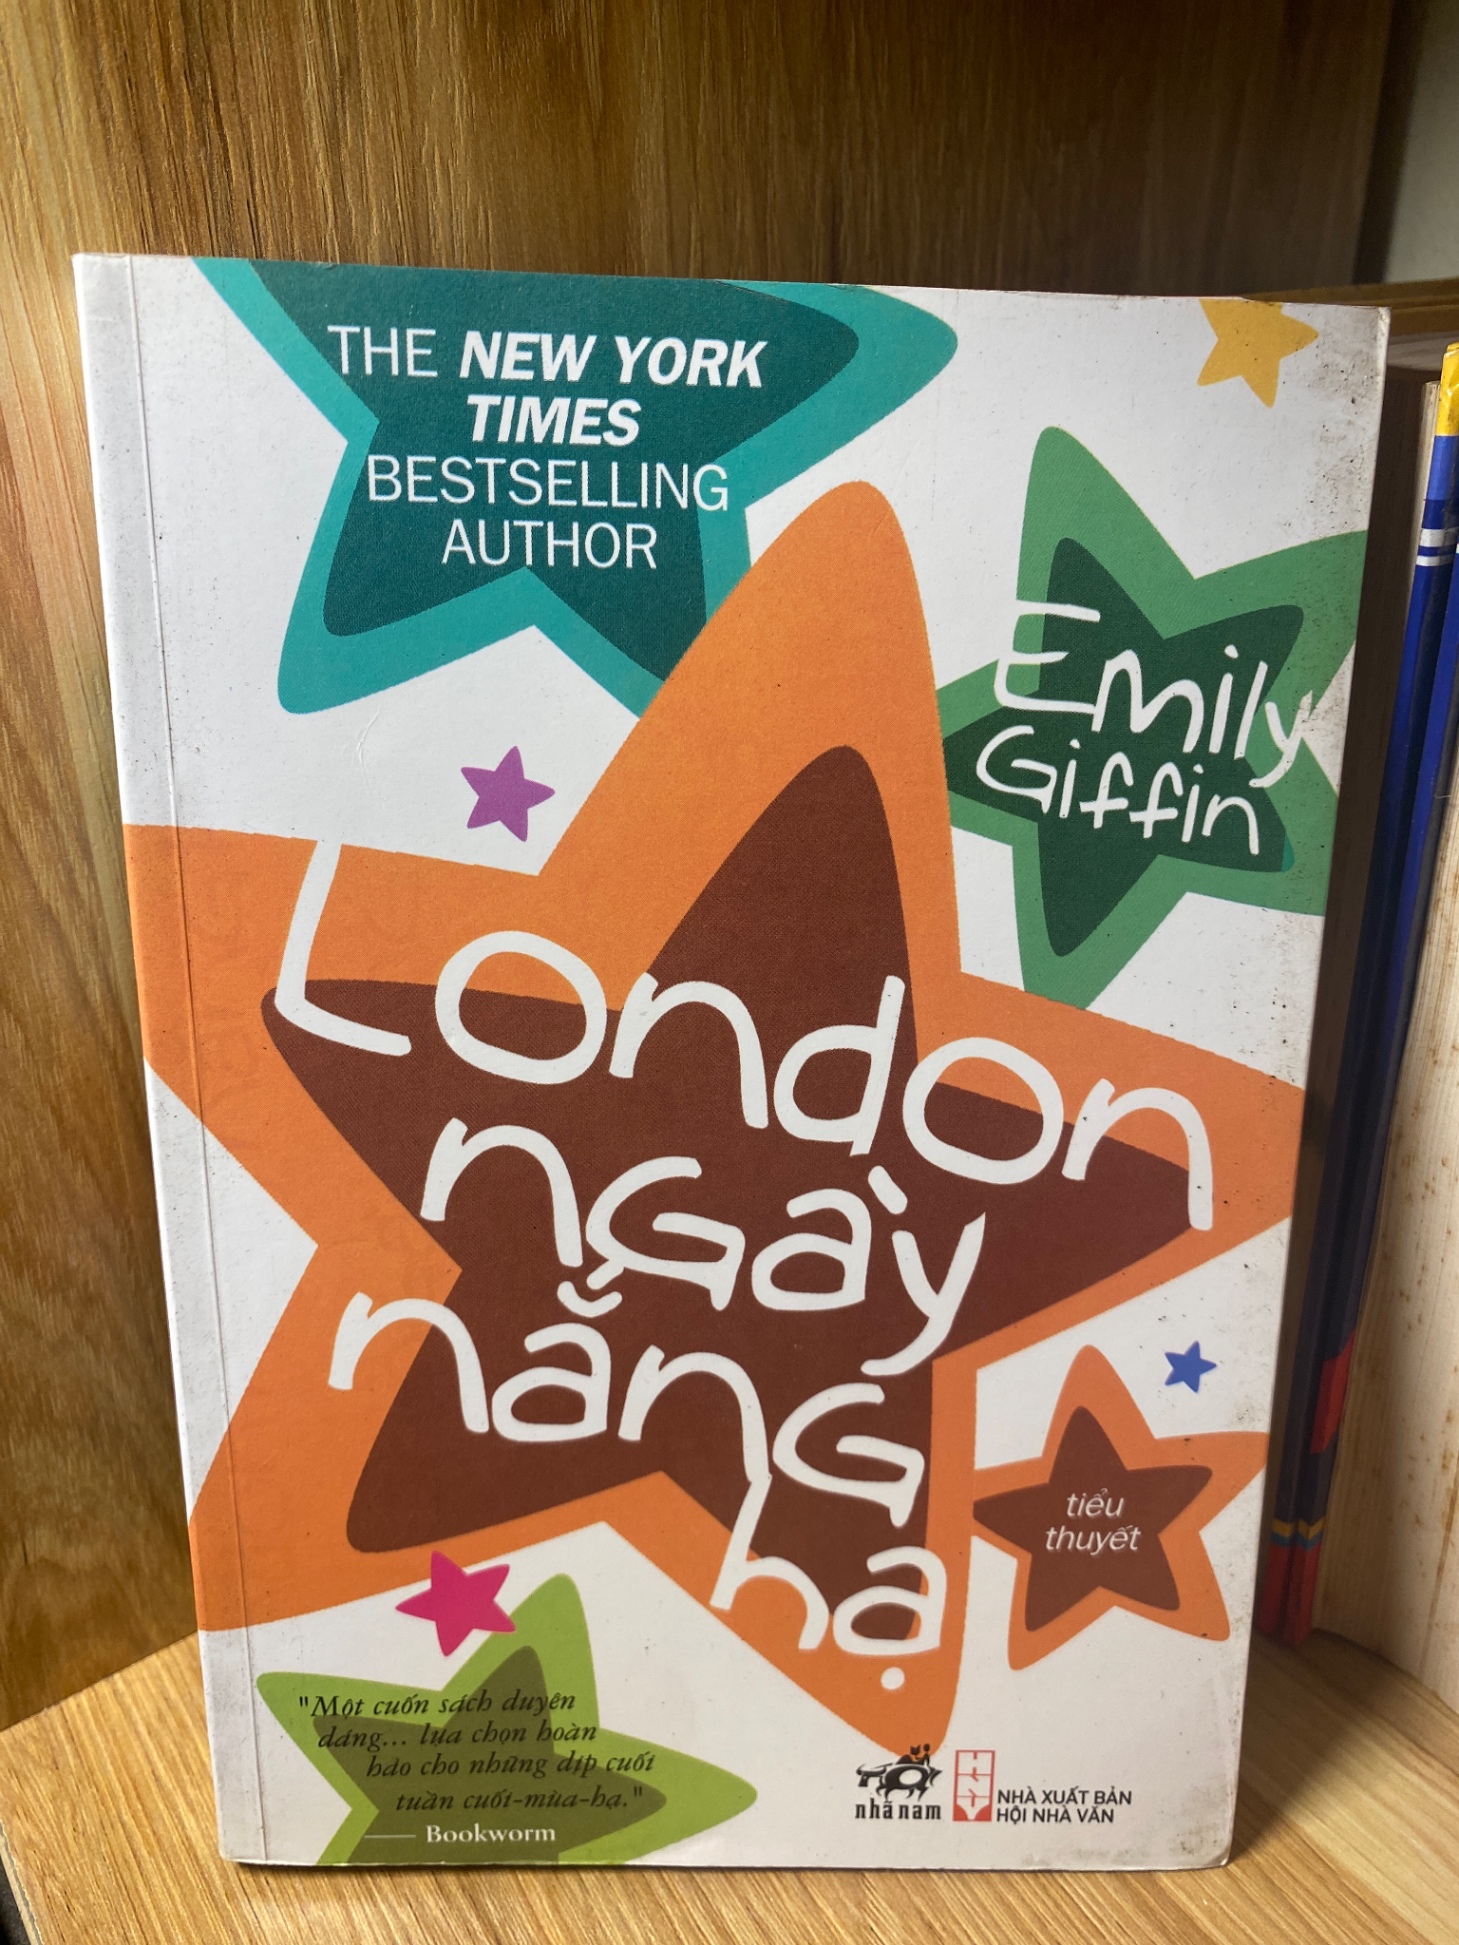 THE NEW YORK
TIMES
BESTSELLING
AUTHOR
Emily
Giffin
London
ngày
nắng
hạ
tiểu
thuyết
"Một cuốn sách duyên
dáng... lựa chọn hoàn
hảo cho những dịp cuối
tuần cuối-mùa-hạ."
—— Bookworm
nhã nam
NHÀ XUẤT BẢN
HỘI NHÀ VĂN